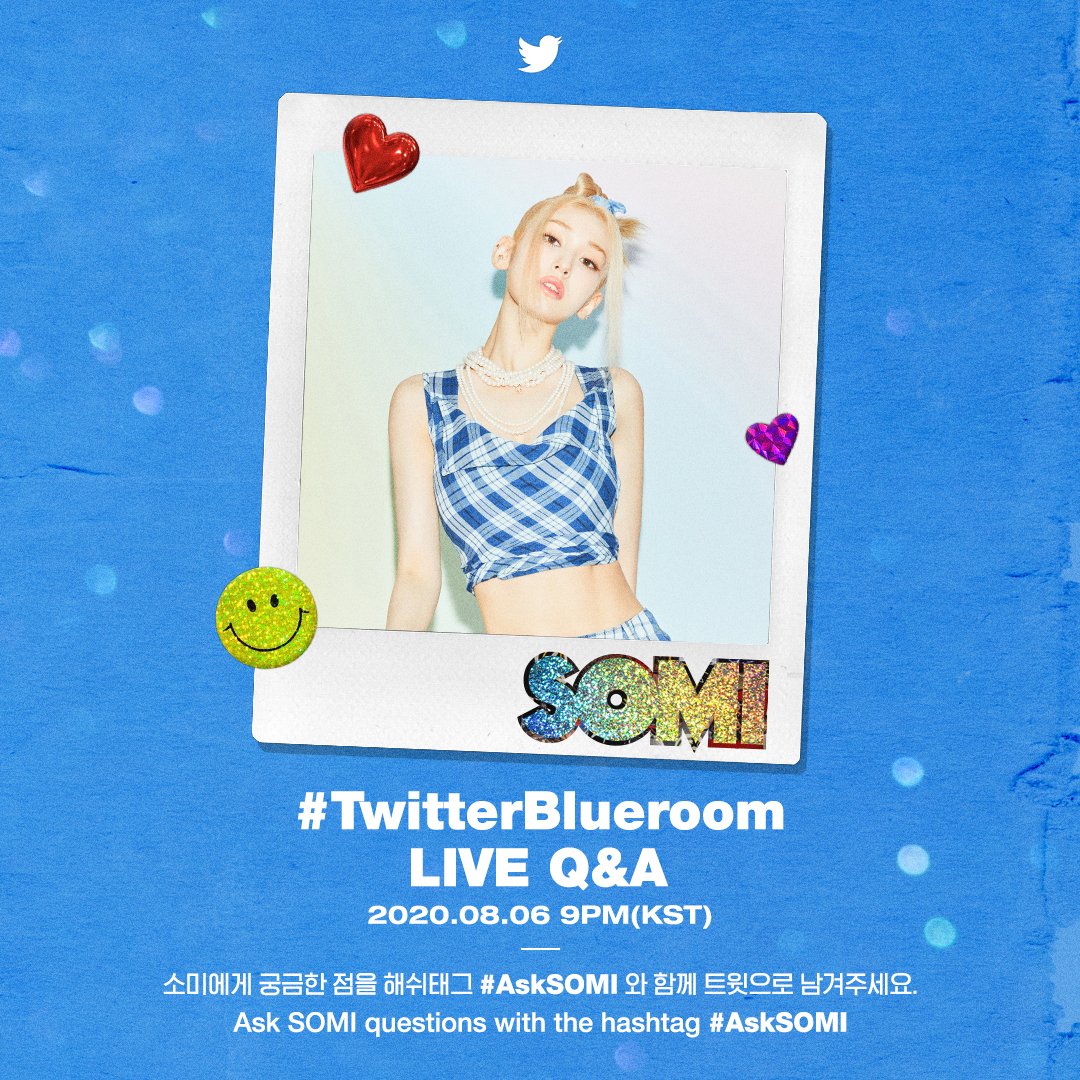 SOMI
#TwitterBlueroom
LIVE Q&A
2020.08.06 9PM(KST)
소미에게 궁금한 점을 해쉬태그 #AskSOMI 와 함께 트윗으로 남겨주세요.
Ask SOMI questions with the hashtag #AskSOMI